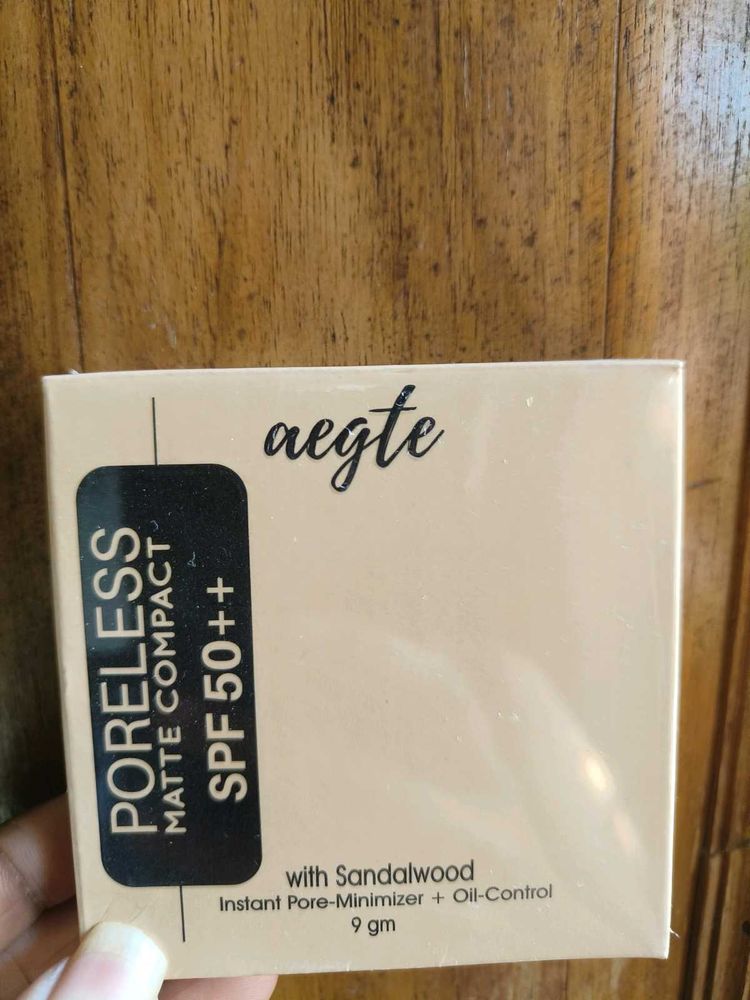 aegte
PORELESS
MATTE COMPACT
SPF 50++
with Sandalwood
Instant Pore-Minimizer + Oil-Control
9 gm